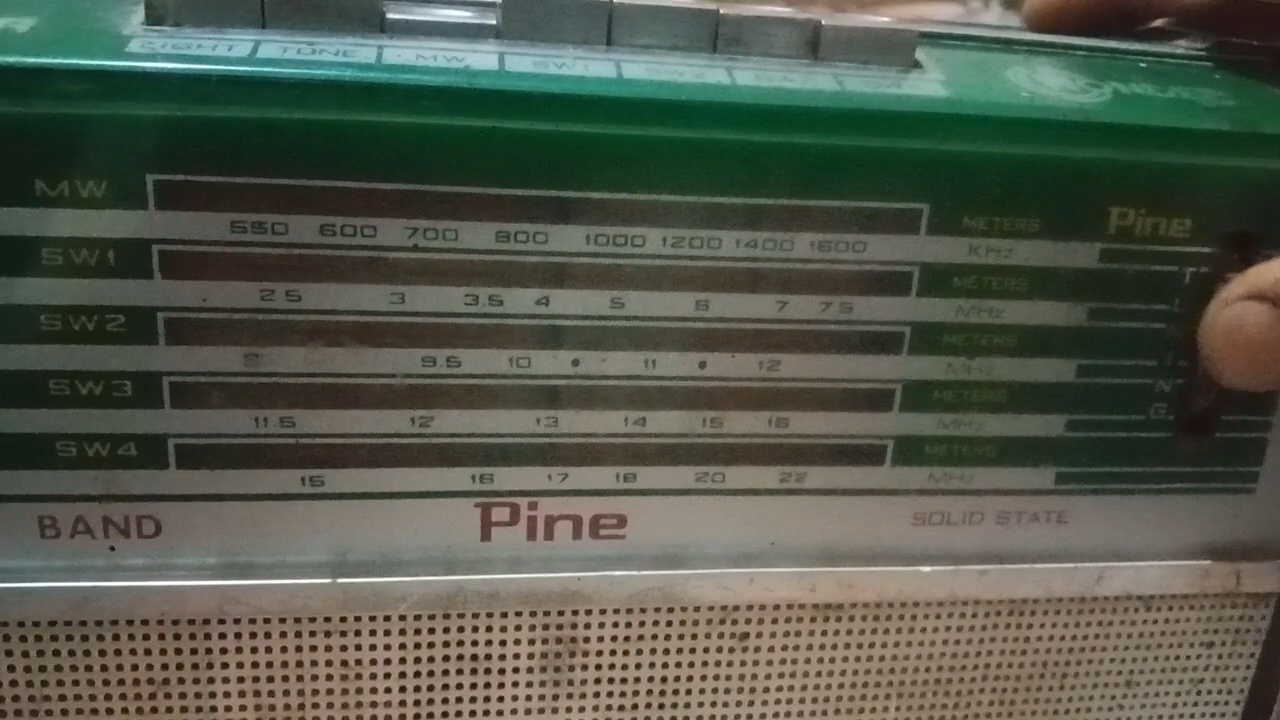 TONE MW SW1
MW
METERS
Pine
550 600 700 800 1000 1200 1400 1600
KHz
SW1
METERS
2 5 3 3.5 4 5 6 7 7 5
MHz
SW2
METERS
8 9.5 10 11 12
MHz
SW3
METERS
N
G
11.5 12 13 14 15 16
MHz
SW4
METERS
15 16 17 18 20 22
MHz
BAND
Pine
SOLID STATE